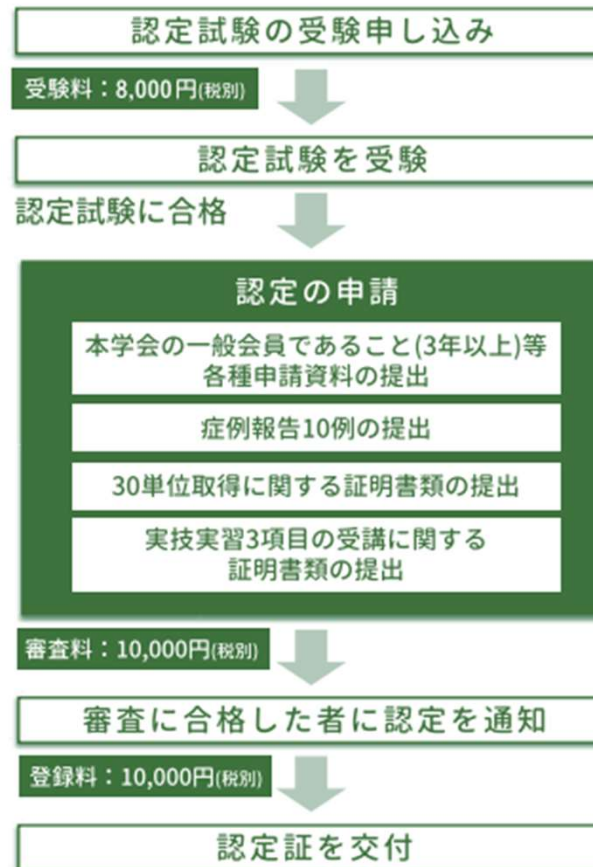 認定試験の受験申し込み
受験料：8,000円(税別)
認定試験を受験
認定試験に合格
認定の申請
本学会の一般会員であること(3年以上)等
各種申請資料の提出
症例報告10例の提出
30単位取得に関する証明書類の提出
実技実習3項目の受講に関する
証明書類の提出
審査料：10,000円(税別)
審査に合格した者に認定を通知
登録料：10,000円(税別)
認定証を交付